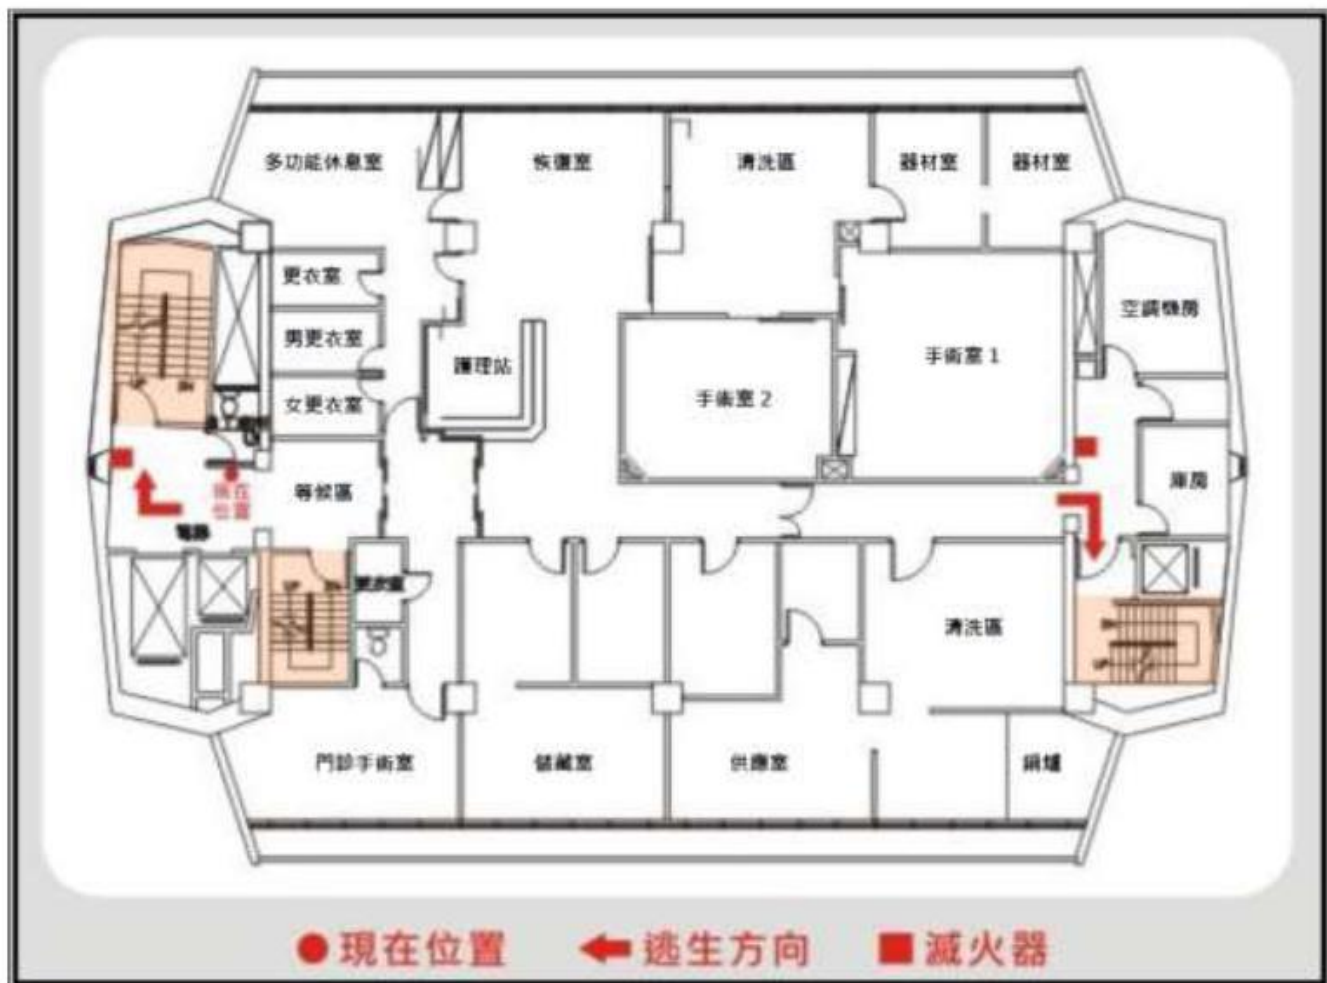 多功能休息室
恢復室
清洗區
器材室
器材室
更衣室
空調機房
男更衣室
護理站
手術室 1
女更衣室
手術室 2
現在
位置
等候區
庫房
電梯
UP
更衣室
清洗區
門診手術室
儲藏室
供應室
鍋爐
現在位置
逃生方向
滅火器